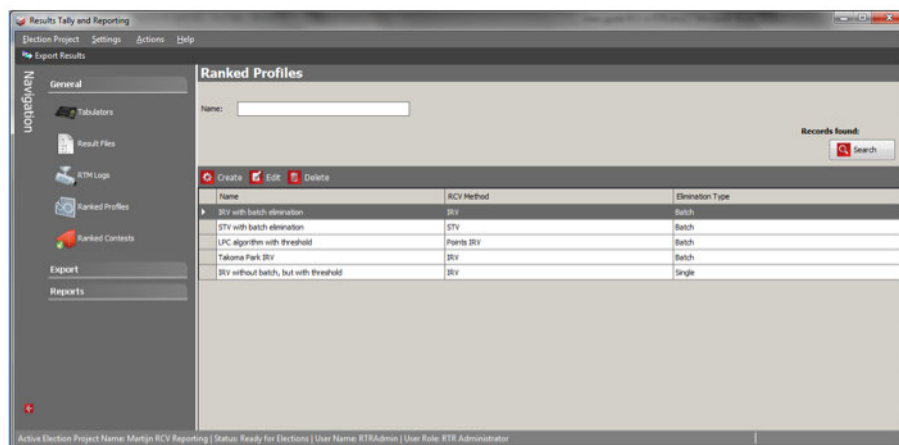 Results Tally and Reporting
Election Project Settings Actions Help
Export Results
Navigation
General
Tabulators
Result Files
RTM Logs
Ranked Profiles
Ranked Contests
Export
Reports
Ranked Profiles
Name:
Records found:
Search
Create Edit Delete
Name RCV Method Elimination Type
IRV with batch elimination IRV Batch
STV with batch elimination STV Batch
LPC algorithm with threshold Points IRV Batch
Takoma Park IRV IRV Batch
IRV without batch, but with threshold IRV Single
Active Election Project Name: Martijn RCV Reporting | Status: Ready for Elections | User Name: RTRAdmin | User Role: RTR Administrator